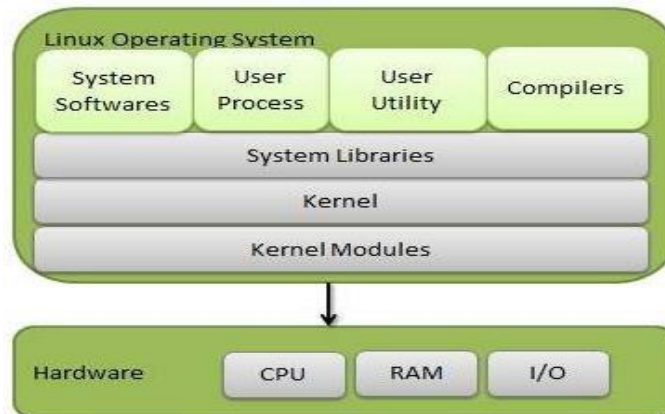 Linux Operating System
System
Softwares
User
Process
User
Utility
Compilers
System Libraries
Kernel
Kernel Modules
Hardware
CPU
RAM
I/O